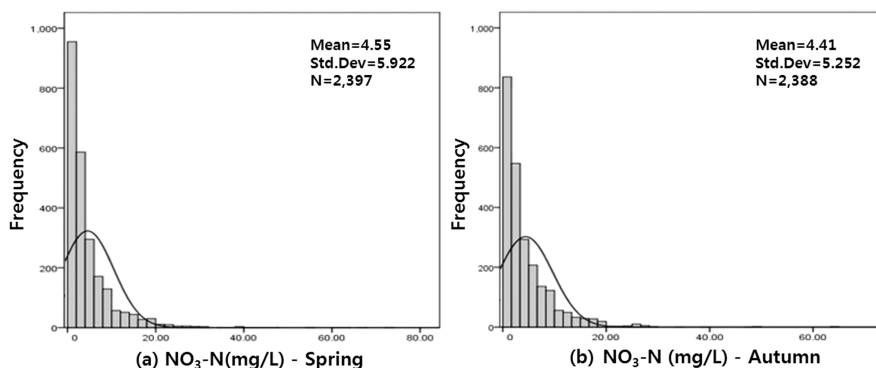 1,000
800
600
400
200
0
Frequency
Mean=4.55
Std.Dev=5.922
N=2,397
0 20.00 40.00 60.00 80.00
(a) NO₃-N(mg/L) - Spring
1,000
800
600
400
200
0
Frequency
Mean=4.41
Std.Dev=5.252
N=2,388
0 20.00 40.00 60.00
(b) NO₃-N (mg/L) - Autumn